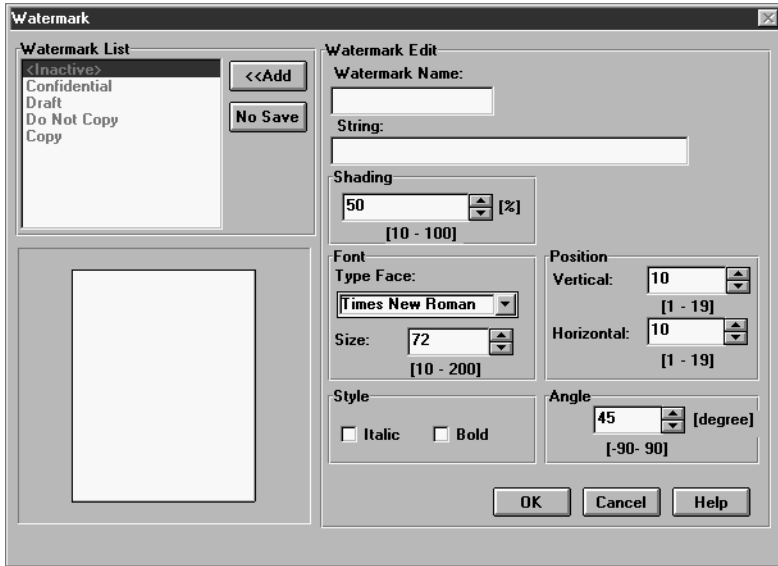 Watermark
Watermark List
<Inactive>
Confidential
Draft
Do Not Copy
Copy
<<Add
No Save
Watermark Edit
Watermark Name:
String:
Shading
50 [%]
[10 - 100]
Font
Type Face:
Times New Roman
Size: 72
[10 - 200]
Position
Vertical: 10
[1 - 19]
Horizontal: 10
[1 - 19]
Style
Italic Bold
Angle
45 [degree]
[-90- 90]
OK Cancel Help